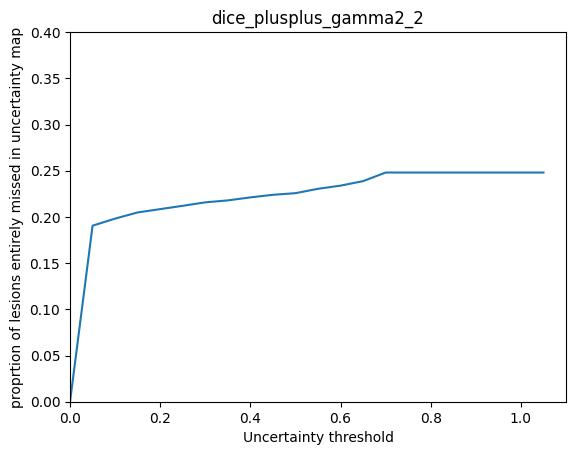 dice_plusplus_gamma2_2
proprtion of lesions entirely missed in uncertainty map
0.40
0.35
0.30
0.25
0.20
0.15
0.10
0.05
0.00
0.0 0.2 0.4 0.6 0.8 1.0
Uncertainty threshold